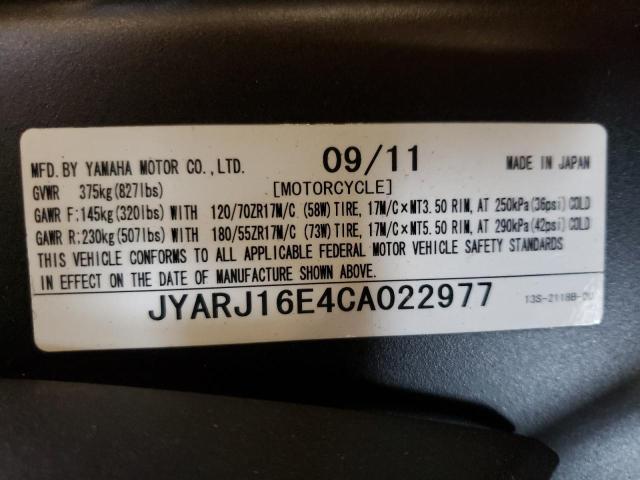 MFD. BY YAMAHA MOTOR CO.,LTD. 09/11 MADE IN JAPAN
GVWR 375kg(827lbs) [MOTORCYCLE]
GAWR F:145kg(320lbs) WITH 120/70ZR17M/C (58W)TIRE, 17M/C×MT3.50 RIM, AT 250kPa(36psi)COLD
GAWR R:230kg(507lbs) WITH 180/55ZR17M/C (73W)TIRE, 17M/C×MT5.50 RIM, AT 290kPa(42psi)COLD
THIS VEHICLE CONFORMS TO ALL APPLICABLE FEDERAL MOTOR VEHICLE SAFETY STANDARDS
IN EFFECT ON THE DATE OF MANUFACTURE SHOWN ABOVE.
JYARJ16E4CA022977 13S-2118B-D0